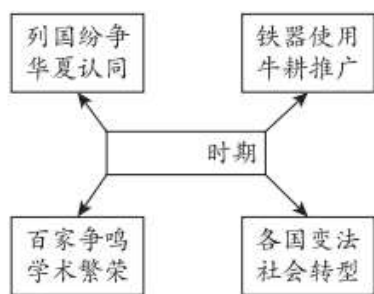 列国纷争
华夏认同
铁器使用
牛耕推广
时期
百家争鸣
学术繁荣
各国变法
社会转型